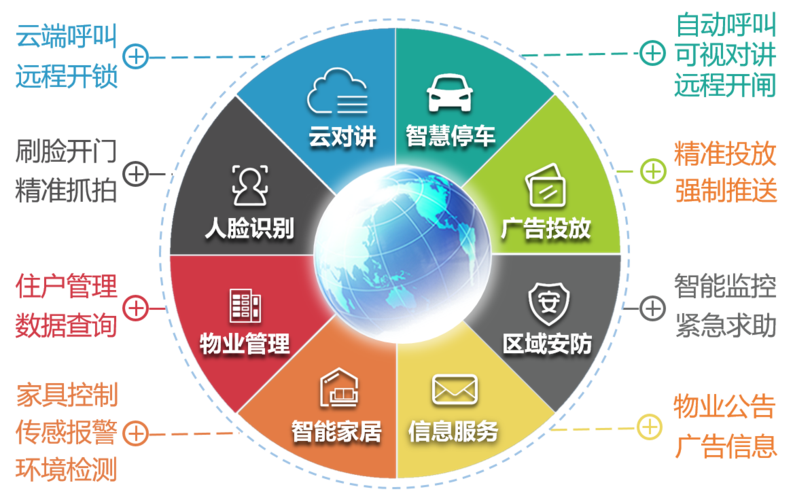 云端呼叫
远程开锁
自动呼叫
可视对讲
远程开闸
云对讲
智慧停车
刷脸开门
精准抓拍
精准投放
强制推送
人脸识别
广告投放
住户管理
数据查询
智能监控
紧急求助
物业管理
安
区域安防
家具控制
传感报警
环境检测
物业公告
广告信息
智能家居
信息服务